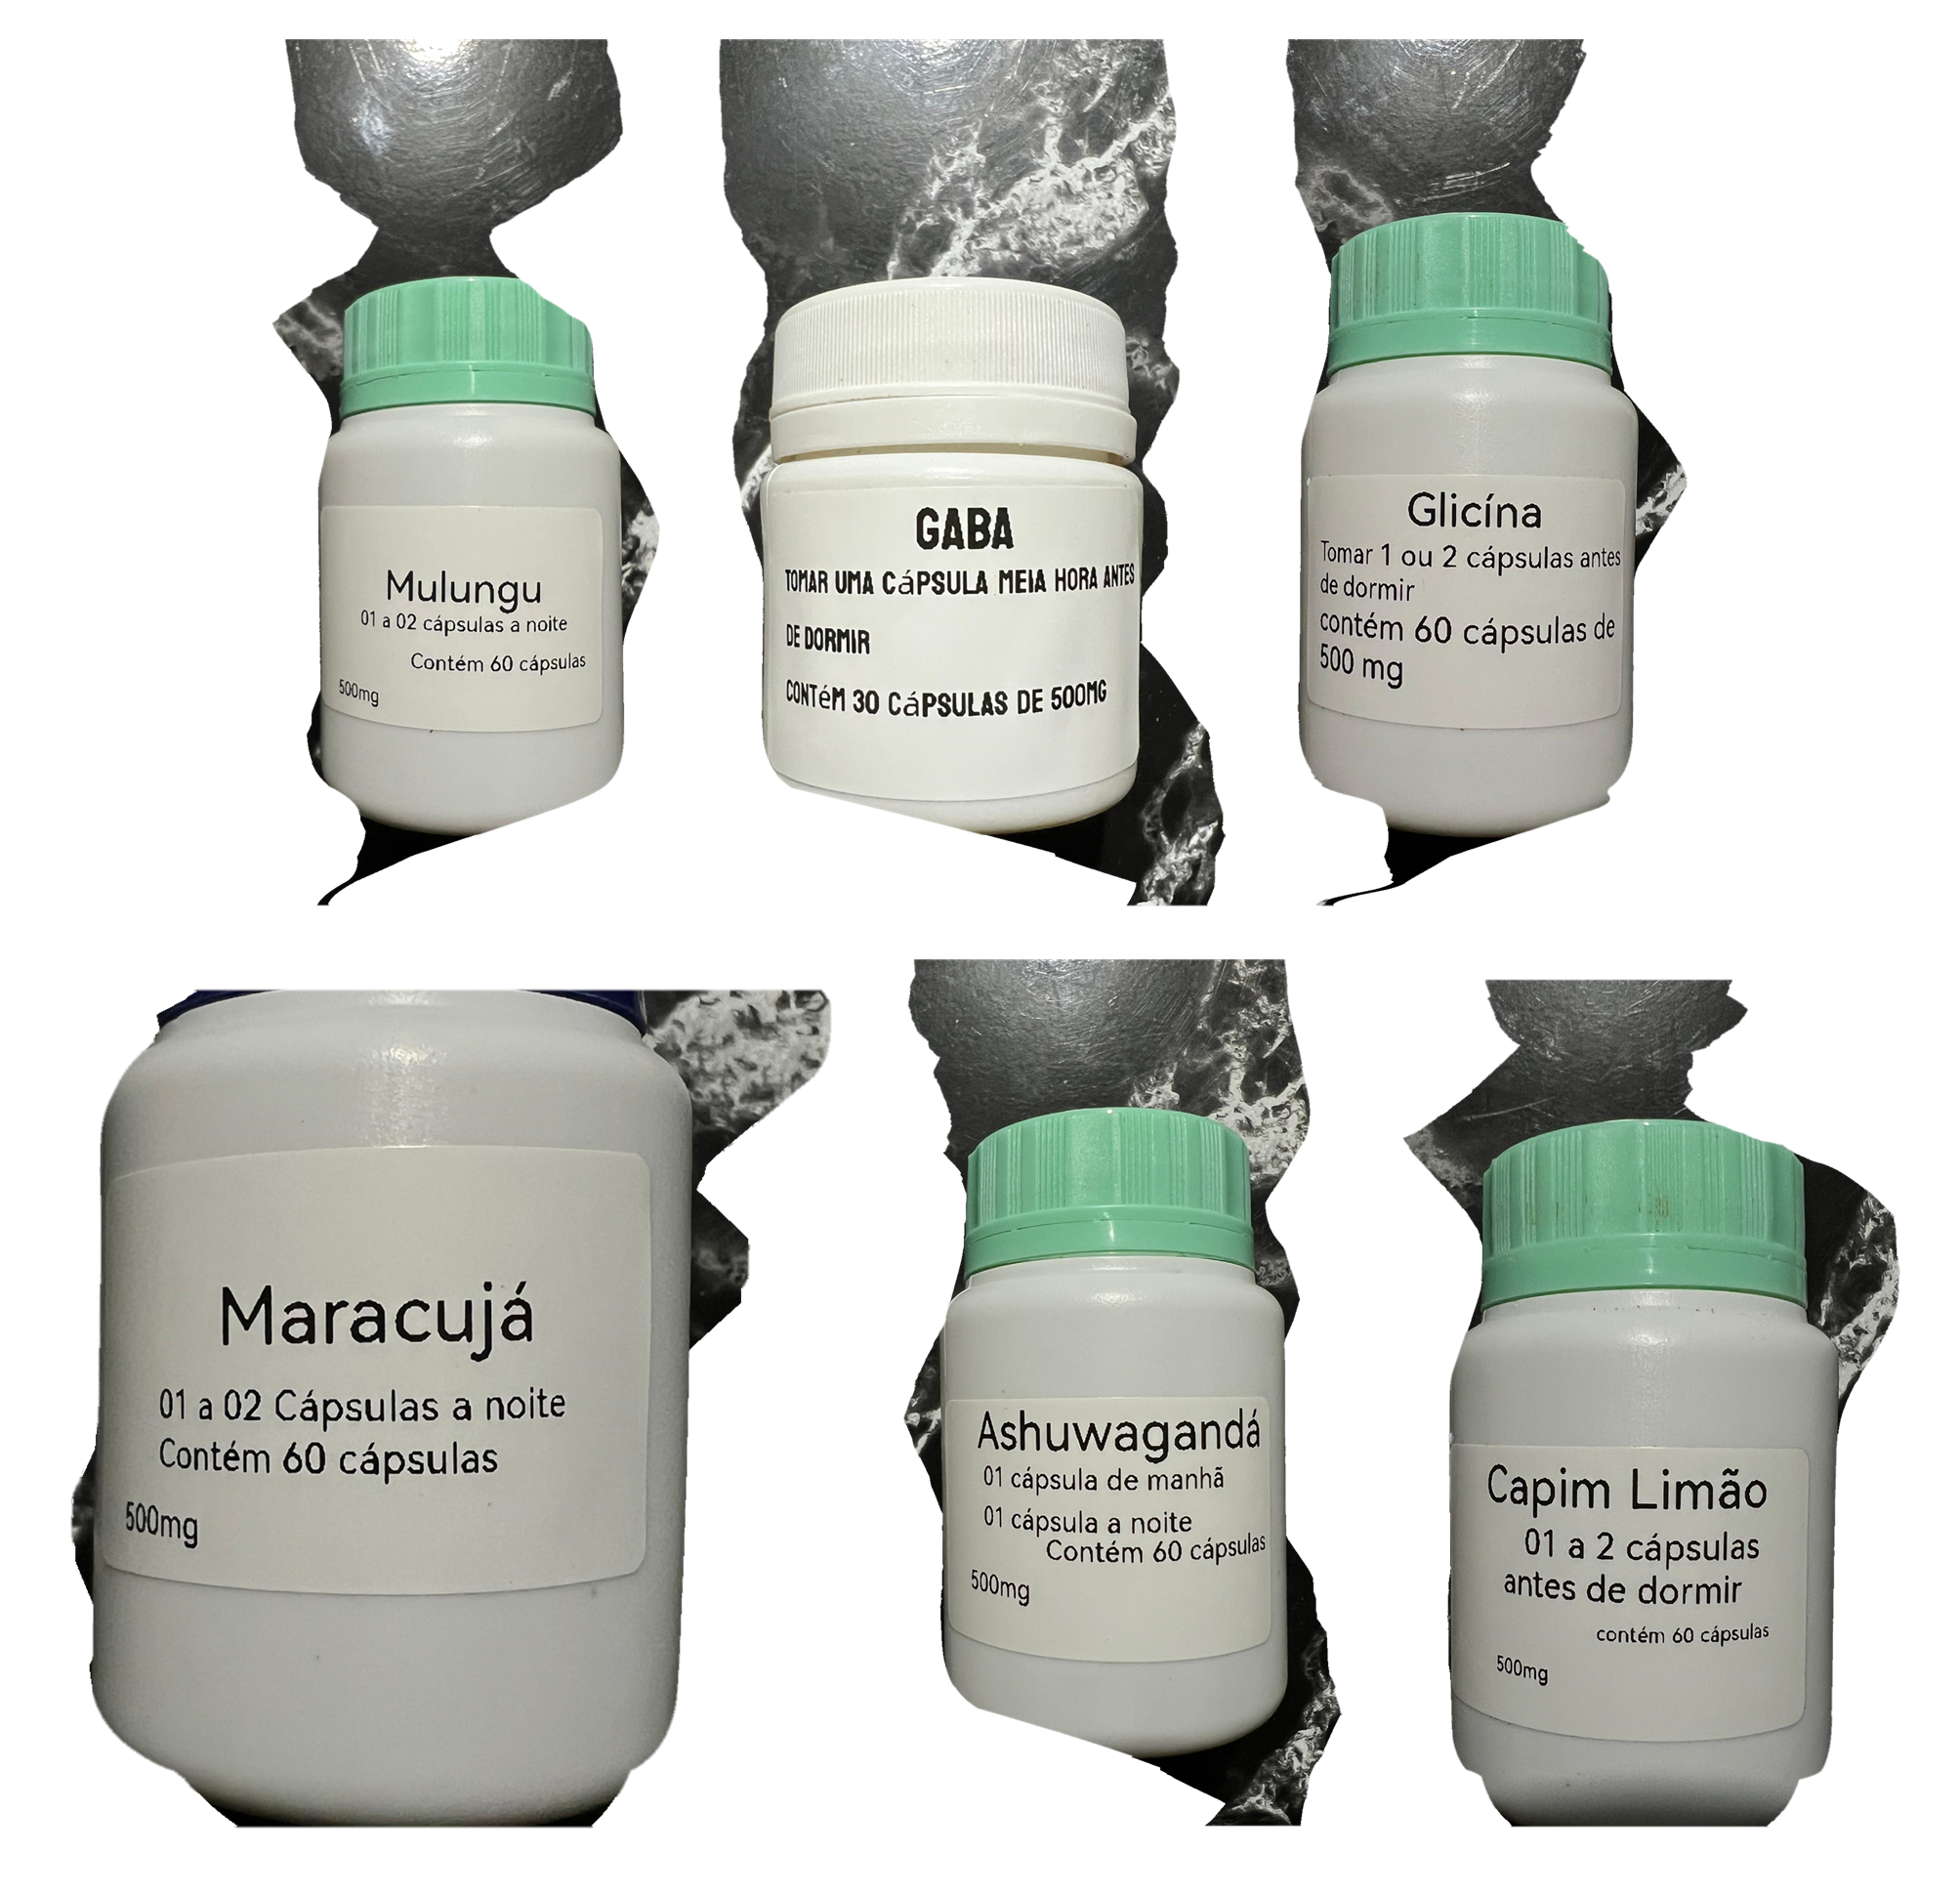 Mulungu
01 a 02 cápsulas a noite
Contém 60 cápsulas
500mg
GABA
TOMAR UMA CáPSULA MEIA HORA ANTES
DE DORMIR
CONTéM 30 CáPSULAS DE 500MG
Glicína
Tomar 1 ou 2 cápsulas antes
de dormir
contém 60 cápsulas de
500 mg
Maracujá
01 a 02 Cápsulas a noite
Contém 60 cápsulas
500mg
Ashuwagandá
01 cápsula de manhã
01 cápsula a noite
Contém 60 cápsulas
500mg
Capim Limão
01 a 2 cápsulas
antes de dormir
contém 60 cápsulas
500mg